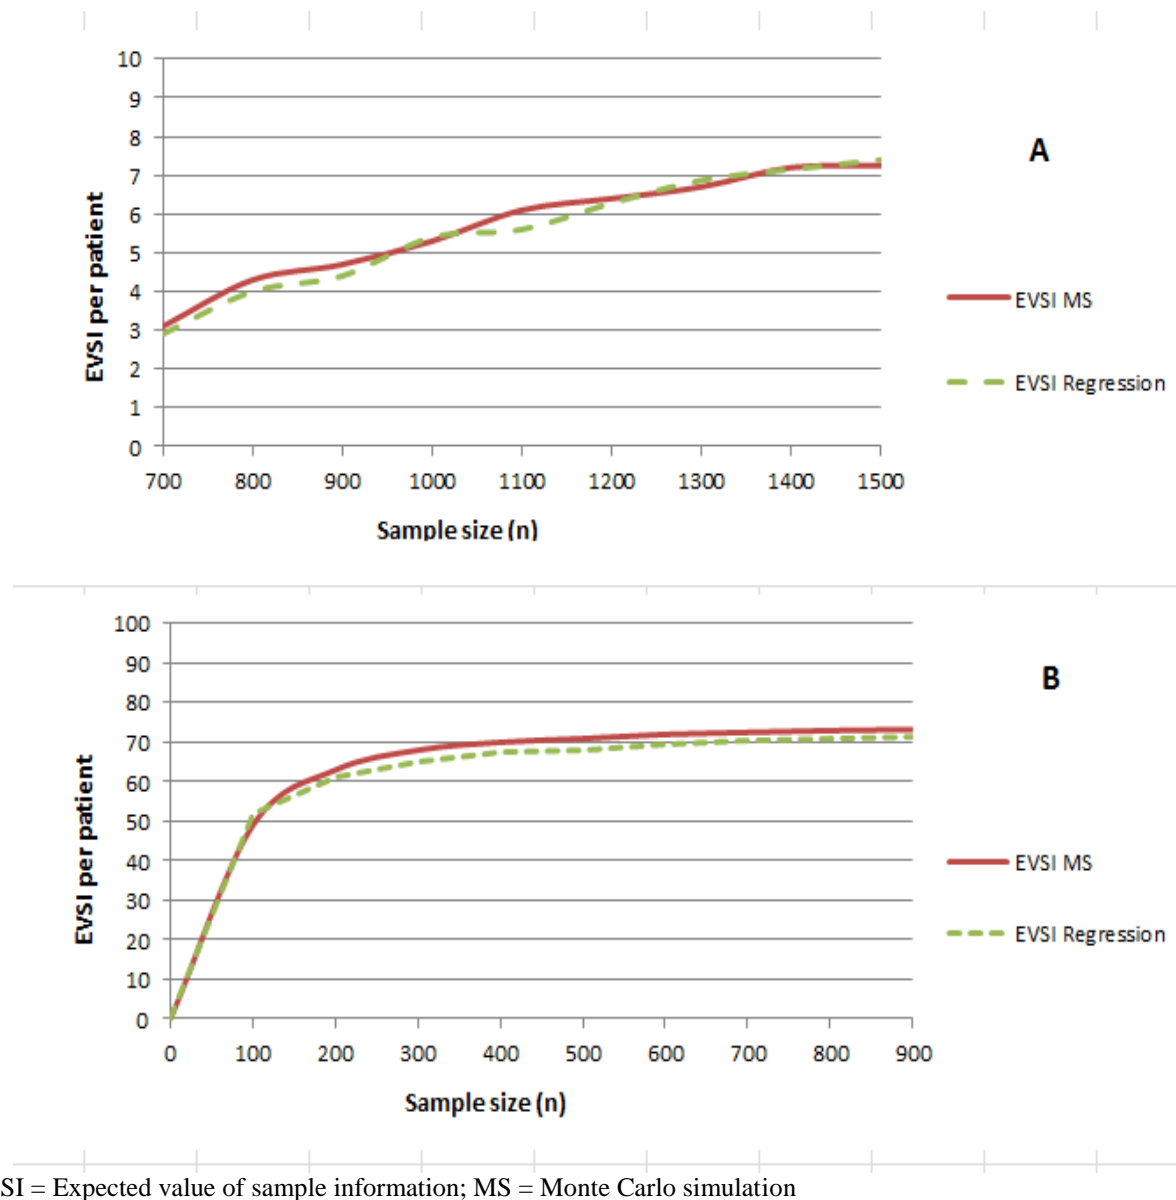 10
9
8
7
6
5
4
3
2
1
0
EVSI per patient
700 800 900 1000 1100 1200 1300 1400 1500
Sample size (n)
A
EVSI MS
EVSI Regression
100
90
80
70
60
50
40
30
20
10
0
EVSI per patient
0 100 200 300 400 500 600 700 800 900
Sample size (n)
B
EVSI MS
EVSI Regression
SI = Expected value of sample information; MS = Monte Carlo simulation